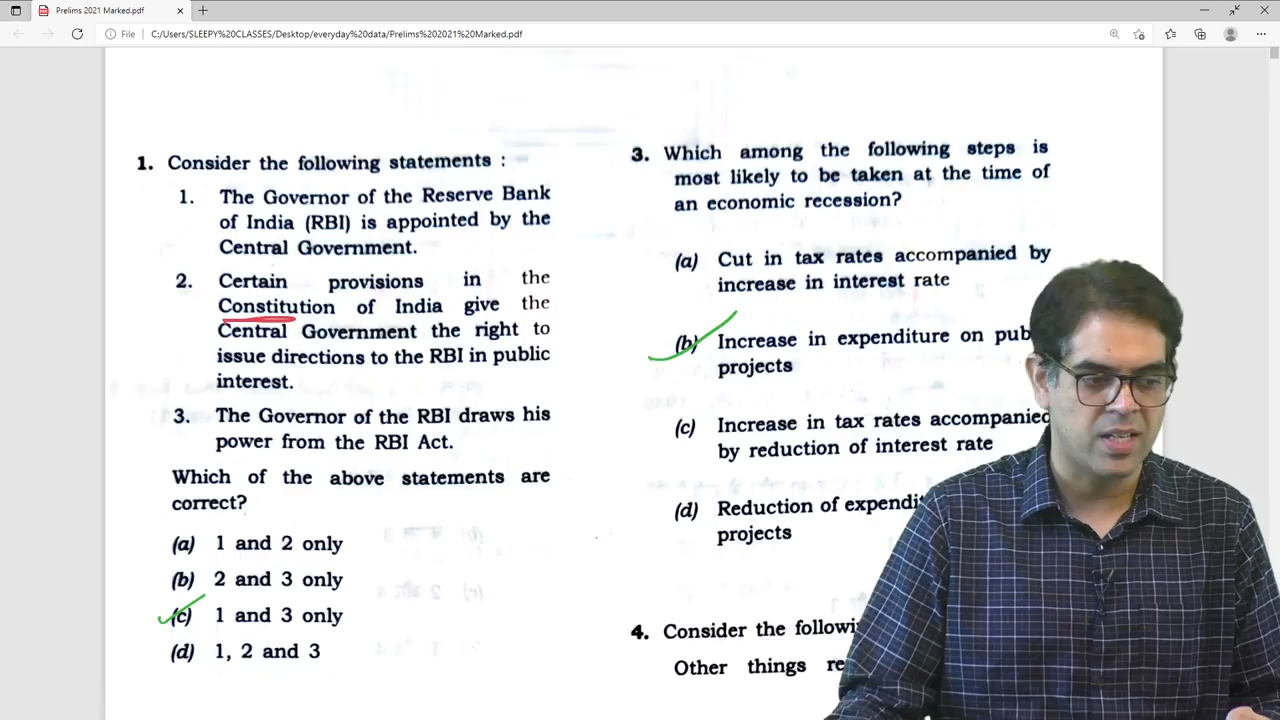 Prelims 2021 Marked.pdf
File
C:/Users/SLEEPY%20CLASSES/Desktop/everyday%20data/Prelims%202021%20Marked.pdf
1. Consider the following statements :
1. The Governor of the Reserve Bank
of India (RBI) is appointed by the
Central Government.
2. Certain provisions in the
Constitution of India give the
Central Government the right to
issue directions to the RBI in public
interest.
3. The Governor of the RBI draws his
power from the RBI Act.
Which of the above statements are
correct?
(a) 1 and 2 only
(b) 2 and 3 only
(c) 1 and 3 only
(d) 1, 2 and 3
3. Which among the following steps is
most likely to be taken at the time of
an economic recession?
(a) Cut in tax rates accompanied by
increase in interest rate
(b) Increase in expenditure on pub
projects
(c) Increase in tax rates accompanied
by reduction of interest rate
(d) Reduction of expendit
projects
4. Consider the followi
Other things re